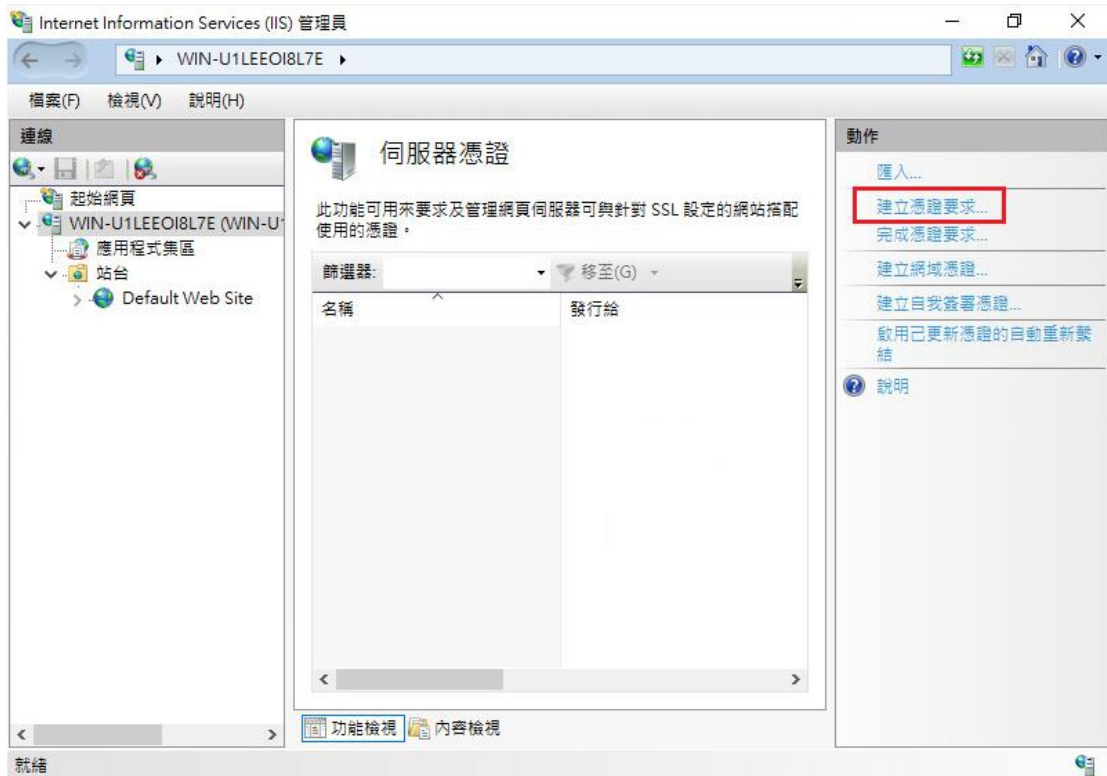 Internet Information Services (IIS) 管理員
WIN-U1LEEOI8L7E
檔案(F) 檢視(V) 說明(H)
連線
起始網頁
WIN-U1LEEOI8L7E (WIN-U1
應用程式集區
站台
Default Web Site
伺服器憑證
此功能可用來要求及管理網頁伺服器可與針對 SSL 設定的網站搭配
使用的憑證。
篩選器: 移至(G)
名稱 發行給
功能檢視 內容檢視
動作
匯入...
建立憑證要求...
完成憑證要求...
建立網域憑證...
建立自我簽署憑證...
啟用已更新憑證的自動重新繫
結
說明
就緒